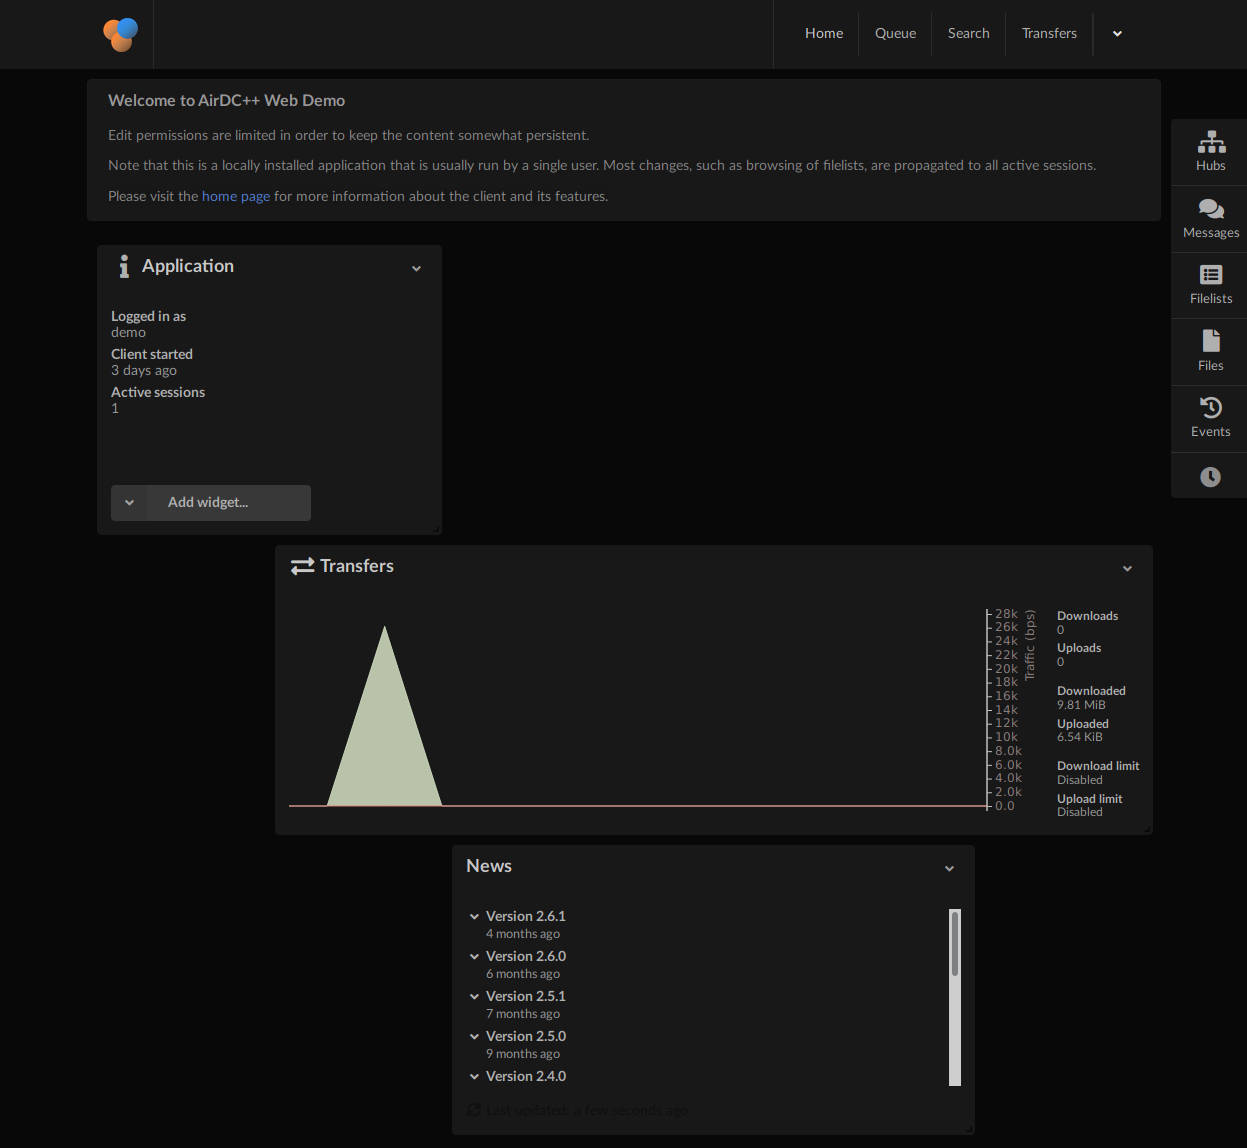 Home
Queue
Search
Transfers
Welcome to AirDC++ Web Demo
Edit permissions are limited in order to keep the content somewhat persistent.
Note that this is a locally installed application that is usually run by a single user. Most changes, such as browsing of filelists, are propagated to all active sessions.
Please visit the home page for more information about the client and its features.
Hubs
Messages
Filelists
Files
Events
Application
Logged in as
demo
Client started
3 days ago
Active sessions
1
Add widget...
Transfers
28k
26k
24k
22k
20k
18k
16k
14k
12k
10k
8.0k
6.0k
4.0k
2.0k
0.0
Traffic (bps)
Downloads
0
Uploads
0
Downloaded
9.81 MiB
Uploaded
6.54 KiB
Download limit
Disabled
Upload limit
Disabled
News
Version 2.6.1
4 months ago
Version 2.6.0
6 months ago
Version 2.5.1
7 months ago
Version 2.5.0
9 months ago
Version 2.4.0
Last updated: a few seconds ago